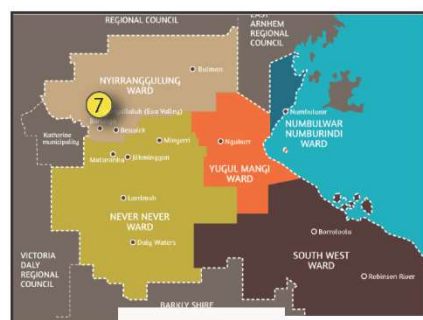 REGIONAL COUNCIL
EAST
ARNHEM
REGIONAL
COUNCIL
Bulman
NYIRRANGGULUNG
WARD
7
(Eva Valley)
Numbulwar
Katherine
municipality
Beswick
NUMBULWAR
NUMBURINDI
WARD
Minyerri
Ngukurr
Mataranka
Jilkminggan
YUGUL MANGI
WARD
Larrimah
NEVER NEVER
WARD
Borroloola
Daly Waters
SOUTH WEST
WARD
VICTORIA
DALY
REGIONAL
COUNCIL
Robinson River
BARKLY SHIRE